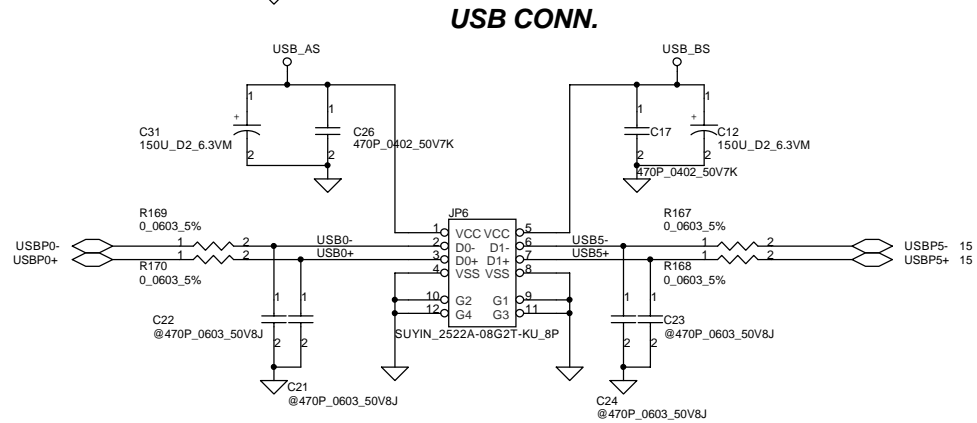 USB CONN.
USB_AS
USB_BS
1
1
1
1
+
+
C31
150U_D2_6.3VM
C26
470P_0402_50V7K
C17
470P_0402_50V7K
C12
150U_D2_6.3VM
2
2
2
2
JP6
R169
0_0603_5%
R167
0_0603_5%
1 VCC VCC 5
USBP0- 1 2 USB0- 2 D0- D1- 6 USB5- 1 2 USBP5- 15
USBP0+ 1 2 USB0+ 3 D0+ D1+ 7 USB5+ 1 2 USBP5+ 15
4 VSS VSS 8
R170
0_0603_5%
R168
0_0603_5%
10 G2 G1 9
12 G4 G3 11
SUYIN_2522A-08G2T-KU_8P
1
1
1
1
C22
@470P_0603_50V8J
C23
@470P_0603_50V8J
2
2
2
2
C21
@470P_0603_50V8J
C24
@470P_0603_50V8J